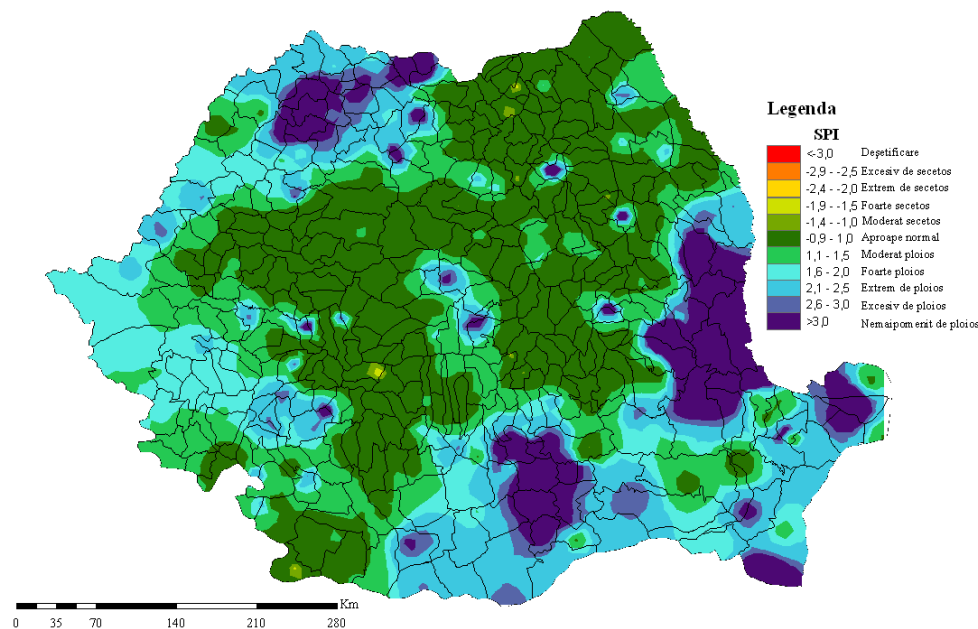 Legenda
SPI
<-3,0 Deşetificare
-2,9 - -2,5 Excesiv de secetos
-2,4 - -2,0 Extrem de secetos
-1,9 - -1,5 Foarte secetos
-1,4 - -1,0 Moderat secetos
-0,9 - 1,0 Aproape normal
1,1 - 1,5 Moderat ploios
1,6 - 2,0 Foarte ploios
2,1 - 2,5 Extrem de ploios
2,6 - 3,0 Excesiv de ploios
>3,0 Nemaipomenit de ploios
Km
0 35 70 140 210 280